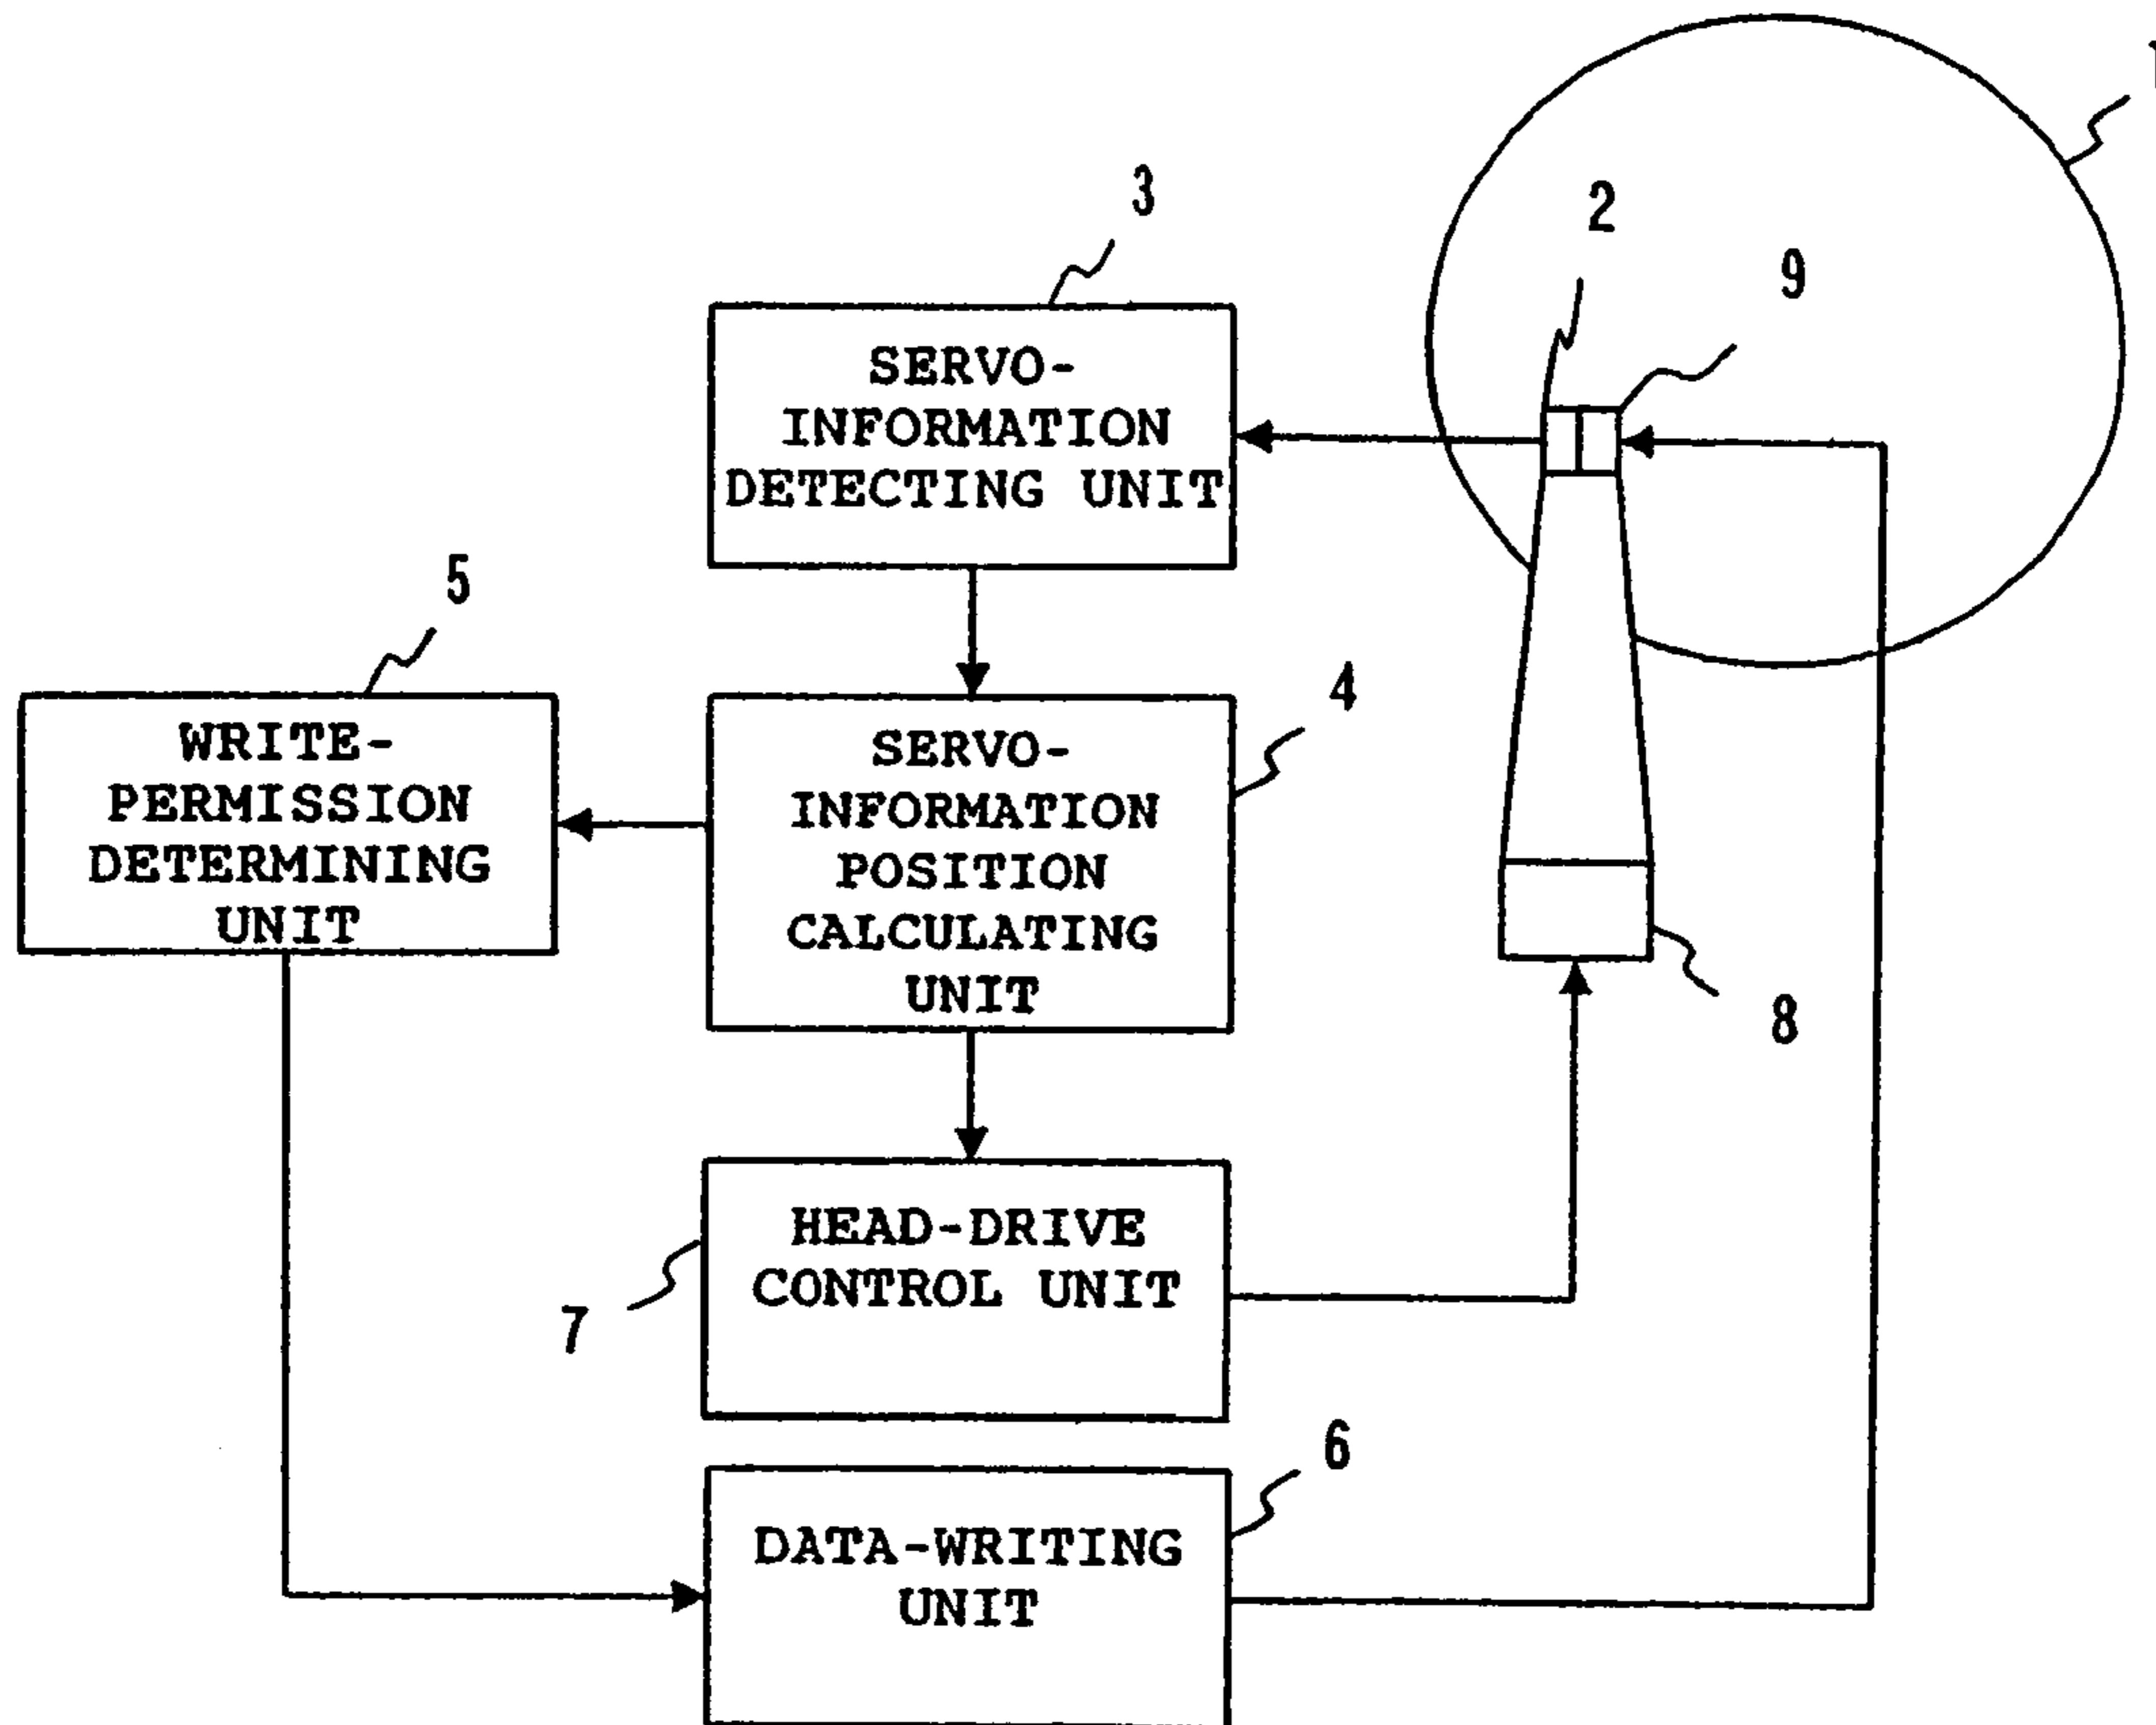 1
2
9
3
SERVO-
INFORMATION
DETECTING UNIT
5
WRITE-
PERMISSION
DETERMINING
UNIT
4
SERVO-
INFORMATION
POSITION
CALCULATING
UNIT
8
7
HEAD-DRIVE
CONTROL UNIT
6
DATA-WRITING
UNIT